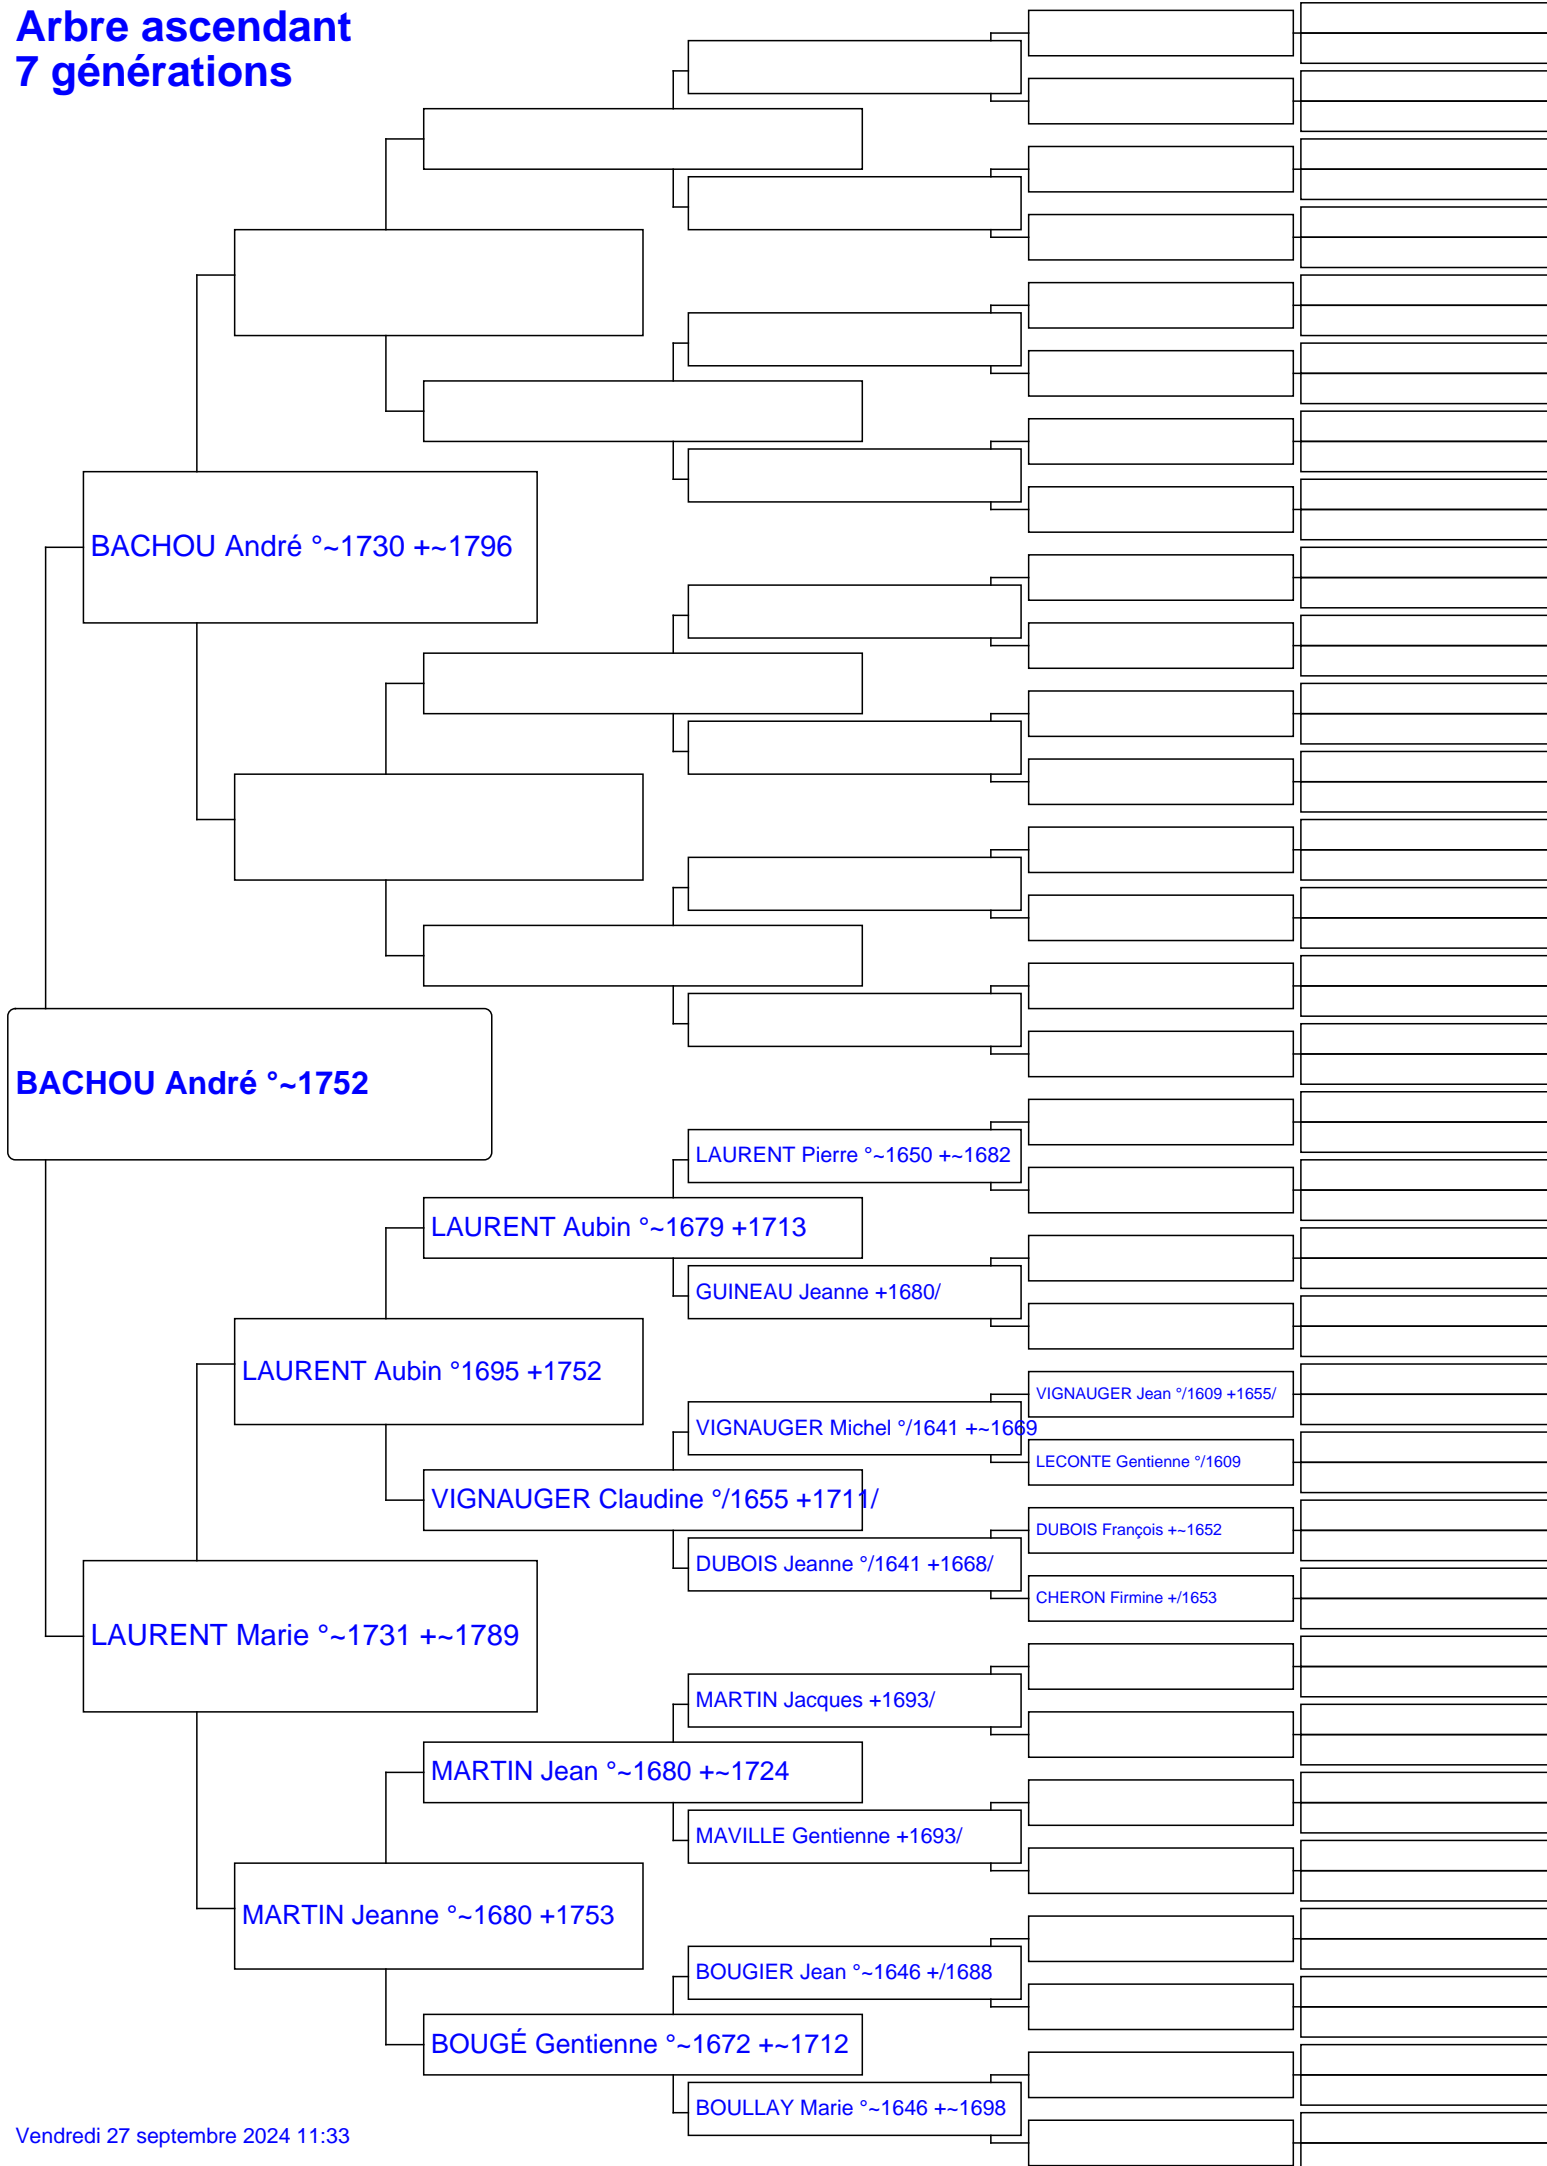 Arbre ascendant
7 générations
BACHOU André °~1730 +~1796
BACHOU André °~1752
LAURENT Pierre °~1650 +~1682
LAURENT Aubin °~1679 +1713
GUINEAU Jeanne +1680/
LAURENT Aubin °1695 +1752
VIGNAUGER Jean °/1609 +1655/
VIGNAUGER Michel °/1641 +~1669
LECONTE Gentienne °/1609
VIGNAUGER Claudine °/1655 +1711/
DUBOIS François +~1652
DUBOIS Jeanne °/1641 +1668/
CHERON Firmine +/1653
LAURENT Marie °~1731 +~1789
MARTIN Jacques +1693/
MARTIN Jean °~1680 +~1724
MAVILLE Gentienne +1693/
MARTIN Jeanne °~1680 +1753
BOUGIER Jean °~1646 +/1688
BOUGÉ Gentienne °~1672 +~1712
BOULLAY Marie °~1646 +~1698
Vendredi 27 septembre 2024 11:33